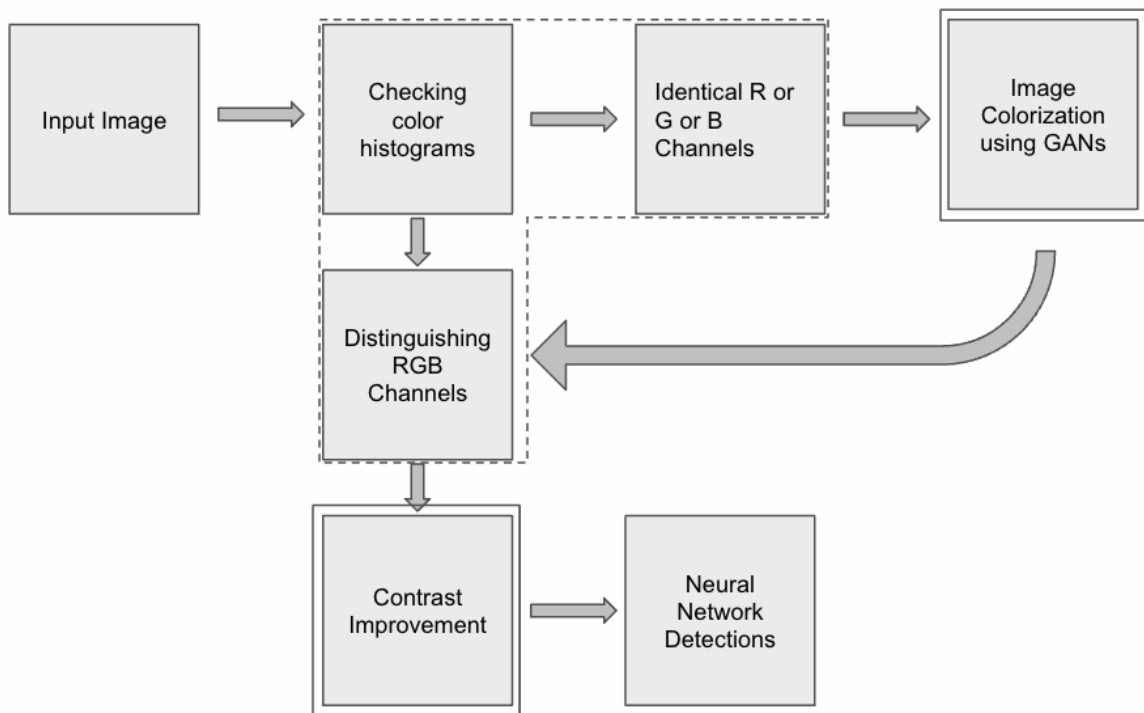 Input Image
Checking
color
histograms
Identical R or
G or B
Channels
Image
Colorization
using GANs
Distinguishing
RGB
Channels
Contrast
Improvement
Neural
Network
Detections